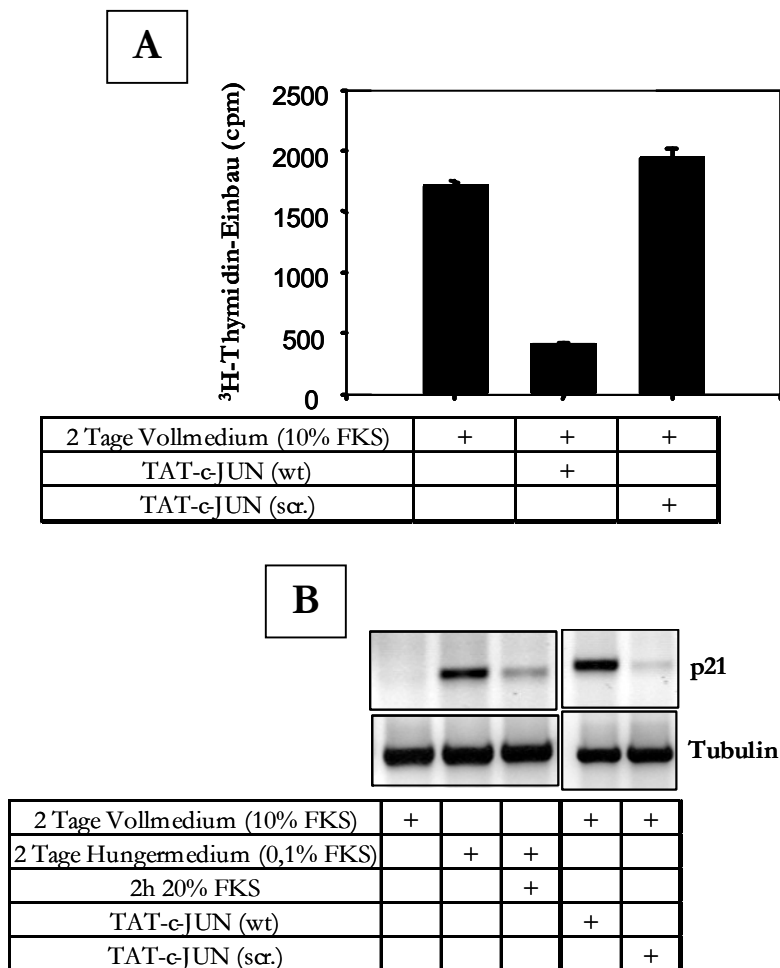 A
³H-Thymidin-Einbau (cpm)
2500
2000
1500
1000
500
0
2 Tage Vollmedium (10% FKS) + + +
TAT-c-JUN (wt) +
TAT-c-JUN (scr.) +
B
p21
Tubulin
2 Tage Vollmedium (10% FKS) + + +
2 Tage Hungermedium (0,1% FKS) + +
2h 20% FKS +
TAT-c-JUN (wt) +
TAT-c-JUN (scr.) +